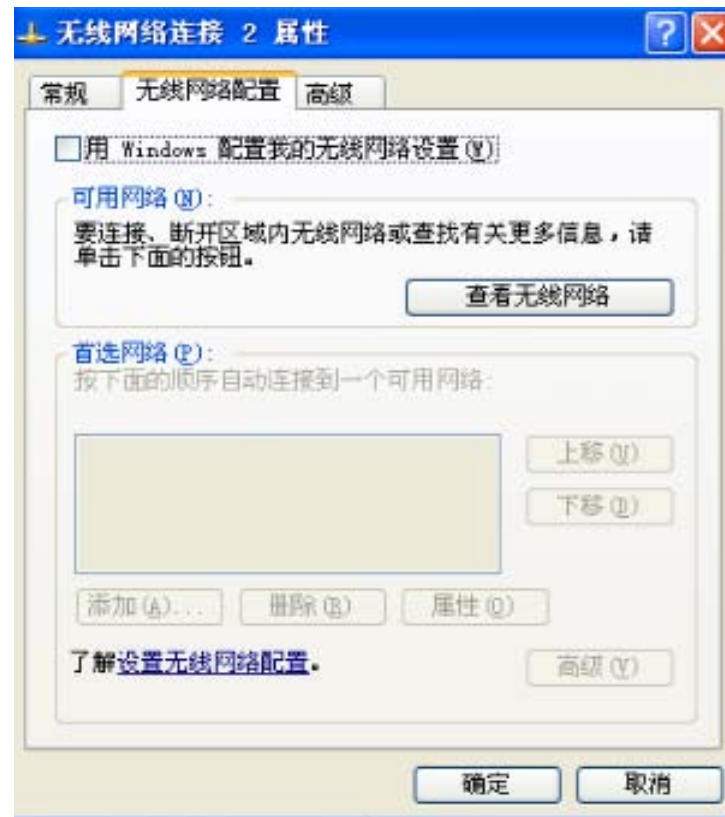 无线网络连接 2 属性
常规
无线网络配置
高级
用 Windows 配置我的无线网络设置(W)
可用网络(N):
要连接、断开区域内无线网络或查找有关更多信息，请
单击下面的按钮。
查看无线网络
首选网络(P):
按下面的顺序自动连接到一个可用网络:
上移(U)
下移(D)
添加(A)...
删除(R)
属性(O)
了解设置无线网络配置。
高级(V)
确定
取消